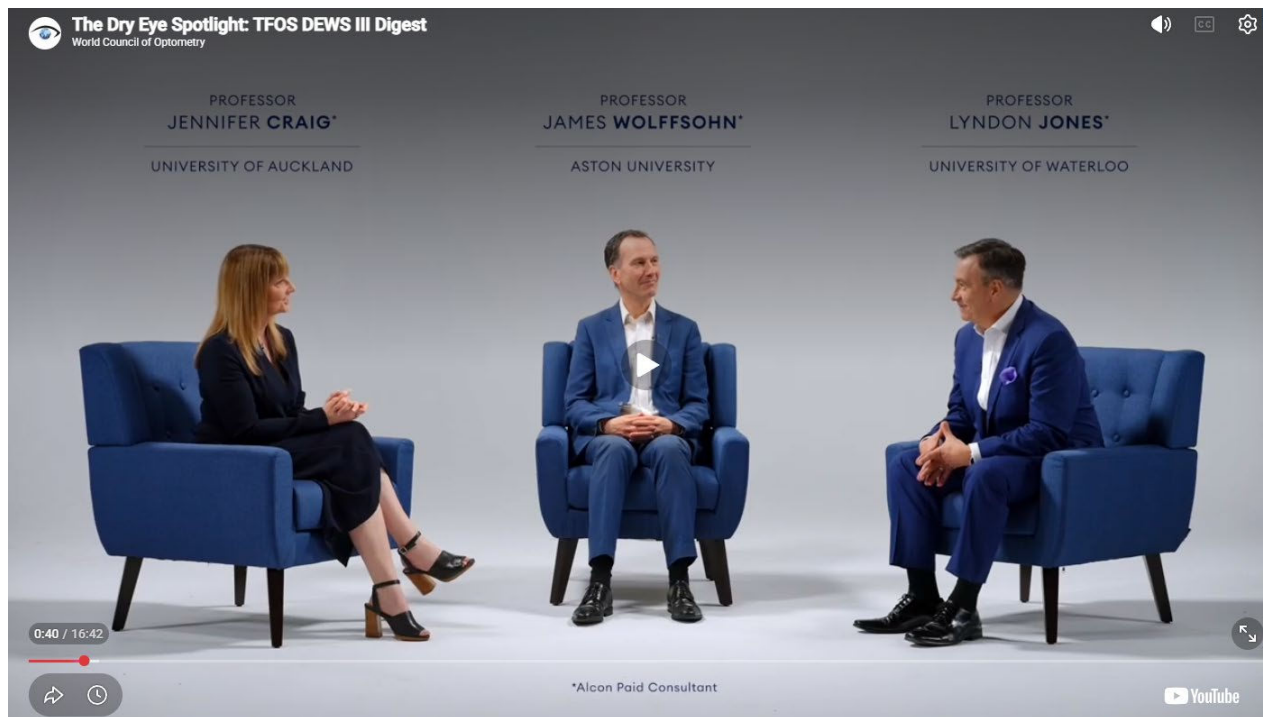 The Dry Eye Spotlight: TFOS DEWS III Digest
World Council of Optometry
CC
PROFESSOR
JENNIFER CRAIG*
UNIVERSITY OF AUCKLAND
PROFESSOR
JAMES WOLFFSOHN*
ASTON UNIVERSITY
PROFESSOR
LYNDON JONES*
UNIVERSITY OF WATERLOO
0:40 / 16:42
*Alcon Paid Consultant
YouTube